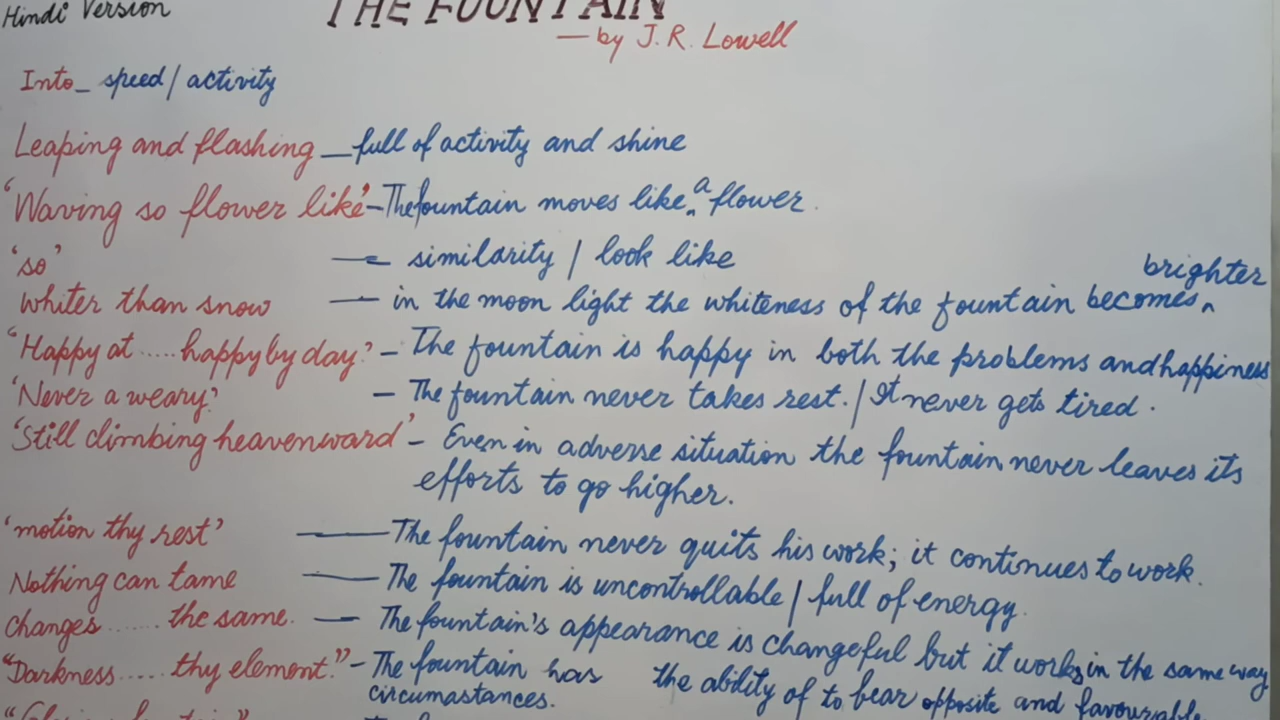 Hindi Version
THE FOUNTAIN
— by J. R. Lowell
Into_ speed / activity
Leaping and flashing _ full of activity and shine
'Waving so flower like' - The fountain moves like a flower.
'so' — similarity / look like
whiter than snow — in the moon light the whiteness of the fountain becomes brighter
"Happy at ..... happy by day" - The fountain is happy in both the problems and happiness
'Never a weary' - The fountain never takes rest. / It never gets tired.
'Still climbing heavenward' - Even in adverse situation the fountain never leaves its
efforts to go higher.
'motion thy rest' — The fountain never quits his work; it continues to work.
Nothing can tame — The fountain is uncontrollable / full of energy.
changes ...... the same. — The fountain's appearance is changeful but it works in the same way
"Darkness ..... thy element." - The fountain has the ability of to bear opposite and favourable
circumastances.